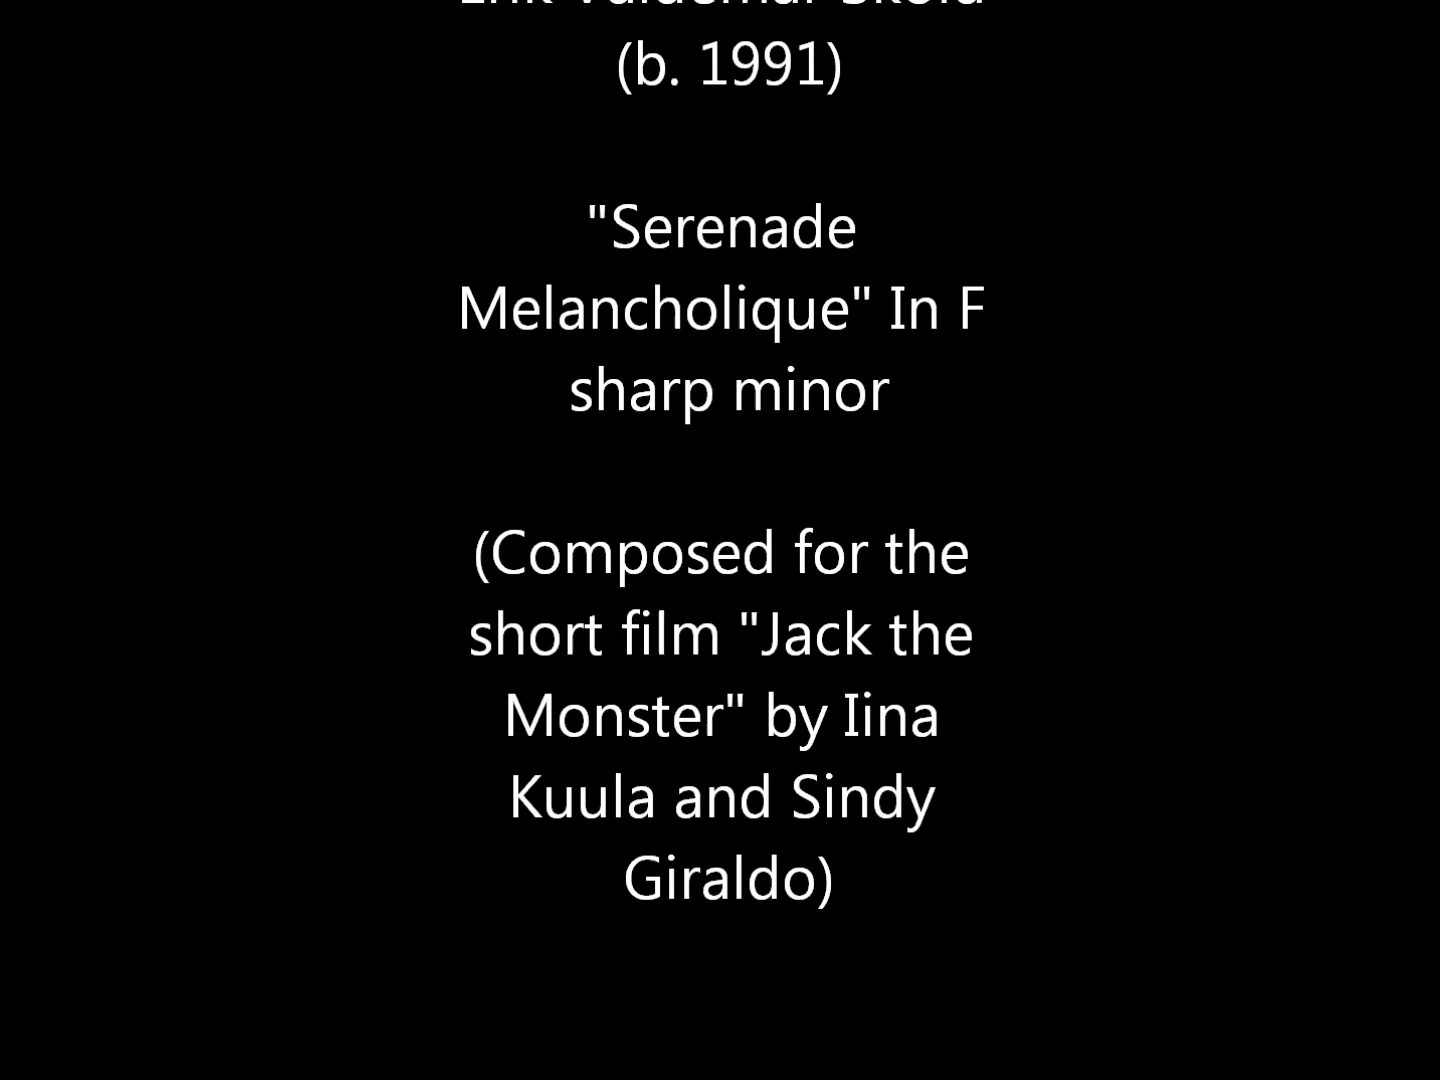 (b. 1991)
"Serenade
Melancholique" In F
sharp minor
(Composed for the
short film "Jack the
Monster" by Iina
Kuula and Sindy
Giraldo)